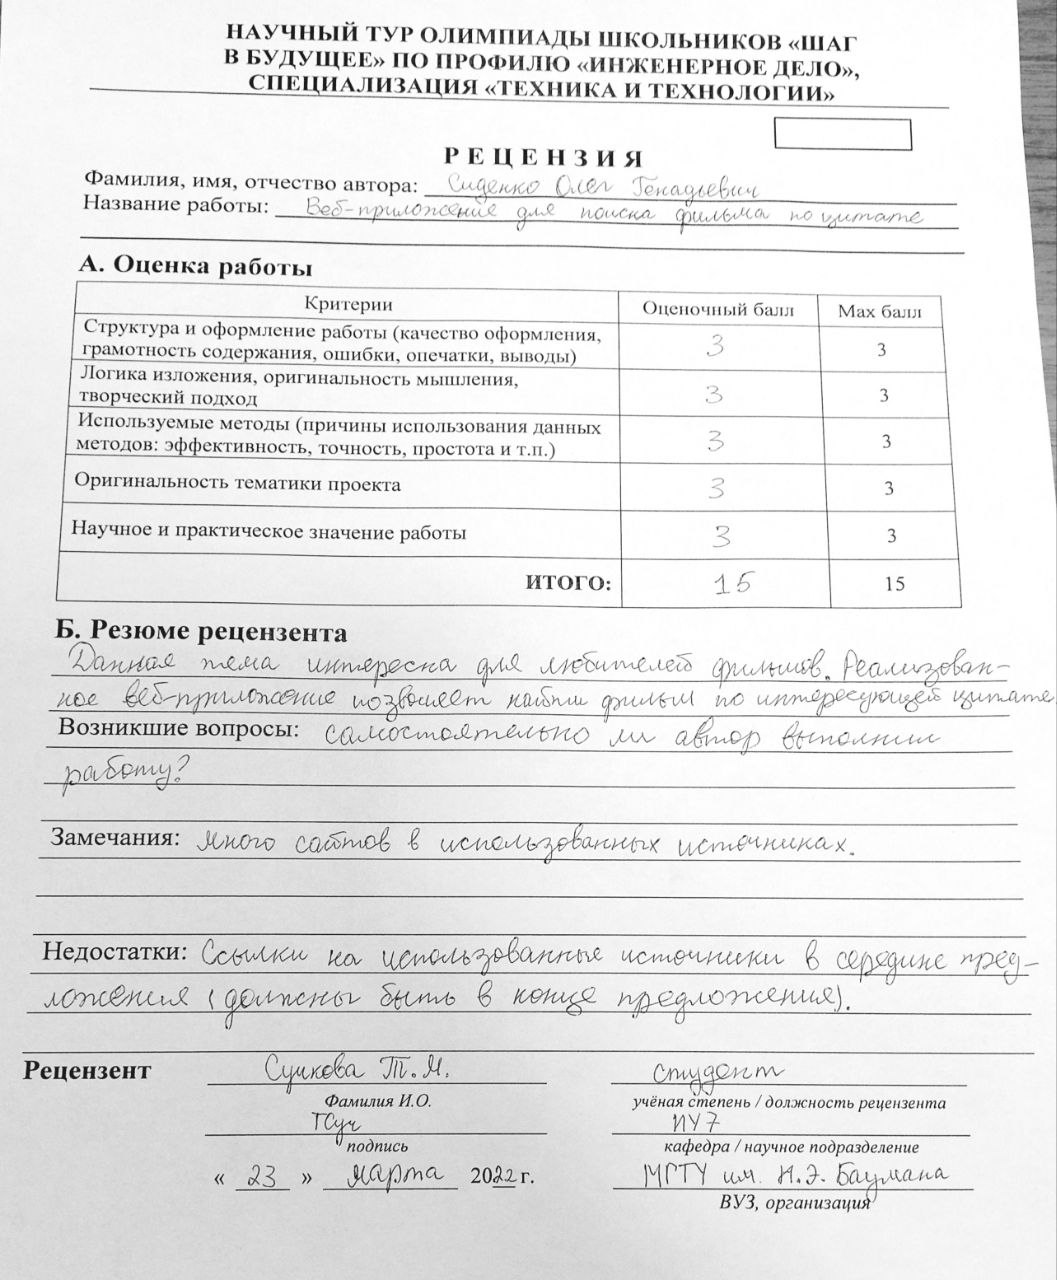 НАУЧНЫЙ ТУР ОЛИМПИАДЫ ШКОЛЬНИКОВ «ШАГ
В БУДУЩЕЕ» ПО ПРОФИЛЮ «ИНЖЕНЕРНОЕ ДЕЛО»,
СПЕЦИАЛИЗАЦИЯ «ТЕХНИКА И ТЕХНОЛОГИИ»
РЕЦЕНЗИЯ
Фамилия, имя, отчество автора: Сиденко Олег Генадьевич
Название работы: Веб-приложение для поиска фильма по цитате
А. Оценка работы
Критерии Оценочный балл Мах балл
Структура и оформление работы (качество оформления,
грамотность содержания, ошибки, опечатки, выводы) 3 3
Логика изложения, оригинальность мышления,
творческий подход 3 3
Используемые методы (причины использования данных
методов: эффективность, точность, простота и т.п.) 3 3
Оригинальность тематики проекта 3 3
Научное и практическое значение работы 3 3
ИТОГО: 15 15
Б. Резюме рецензента
Данная тема интересна для любителей фильмов. Реализован-
ное веб-приложение позволяет найти фильм по интересующей цитате.
Возникшие вопросы: самостоятельно ли автор выполнил
работу?
Замечания: много сайтов в использованных источниках.
Недостатки: Ссылки на использованные источники в середине пред-
ложения (должны быть в конце предложения).
Рецензент Сучкова Т.М. студент
Фамилия И.О. учёная степень / должность рецензента
ТСуч ИУ7
подпись кафедра / научное подразделение
« 23 » марта 2022 г. МГТУ им. Н.Э. Баумана
ВУЗ, организация